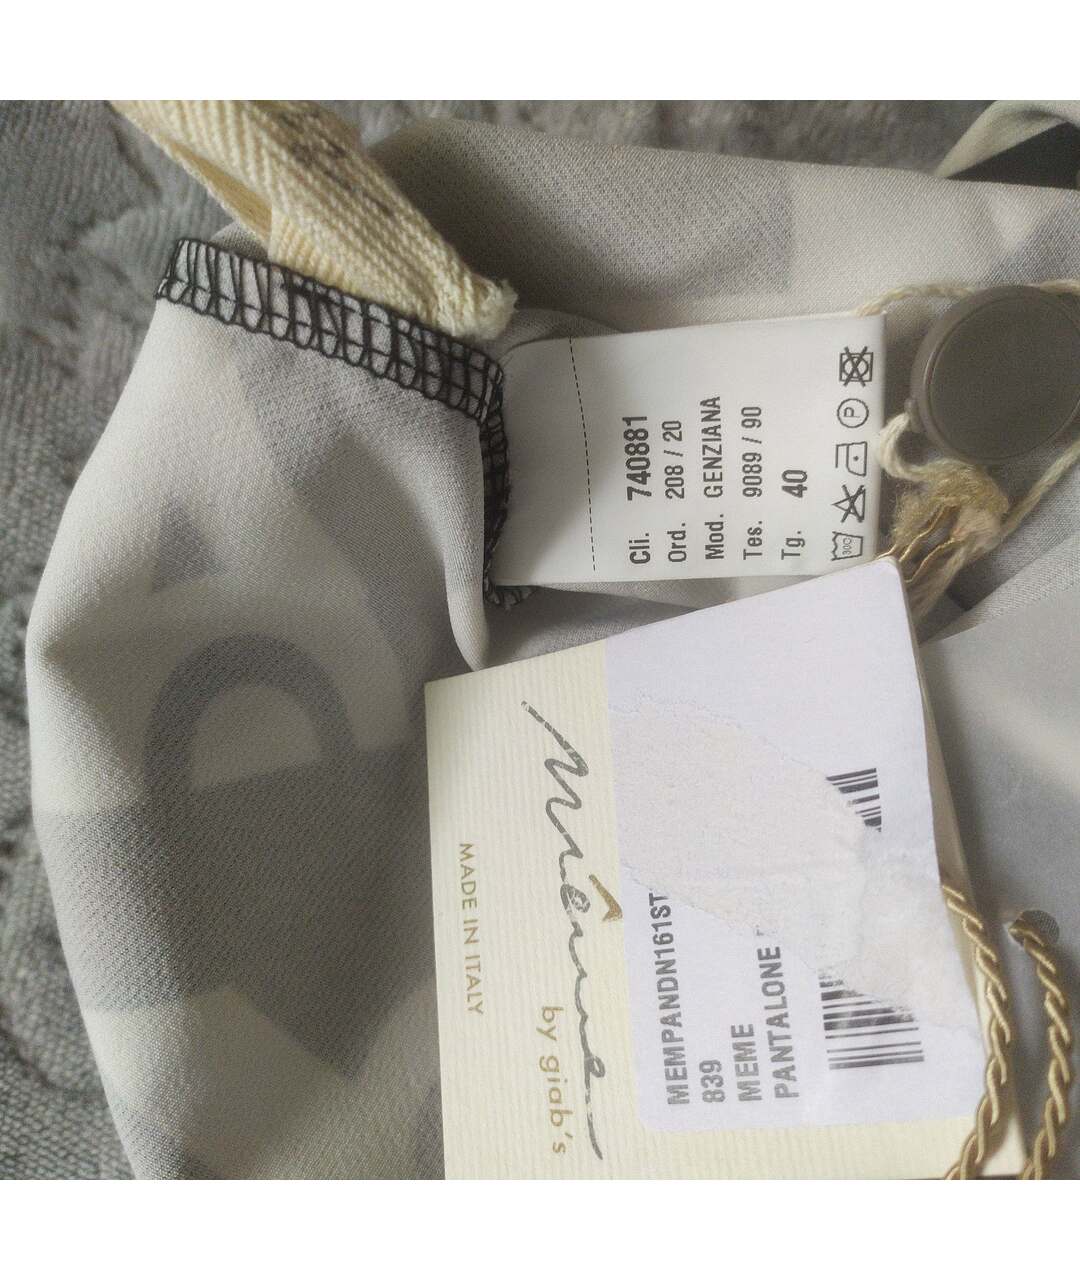 Cli. 740881
Ord. 208 / 20
Mod. GENZIANA
Tes. 9089 / 90
Tg. 40
30°
P
MADE IN ITALY
Même
by giab's
MEMPANDN161ST
839
MEME
PANTALONE